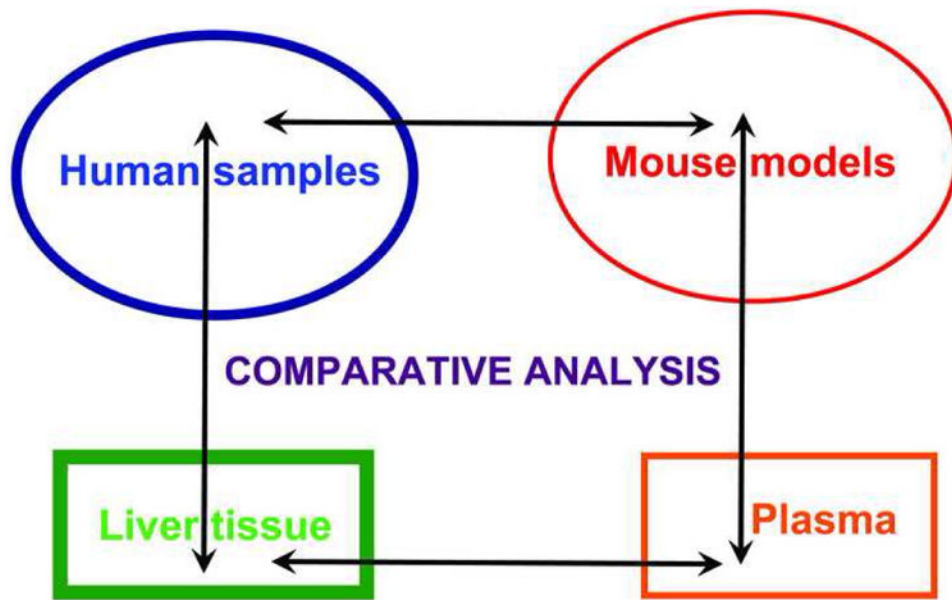 Human samples
Mouse models
COMPARATIVE ANALYSIS
Liver tissue
Plasma